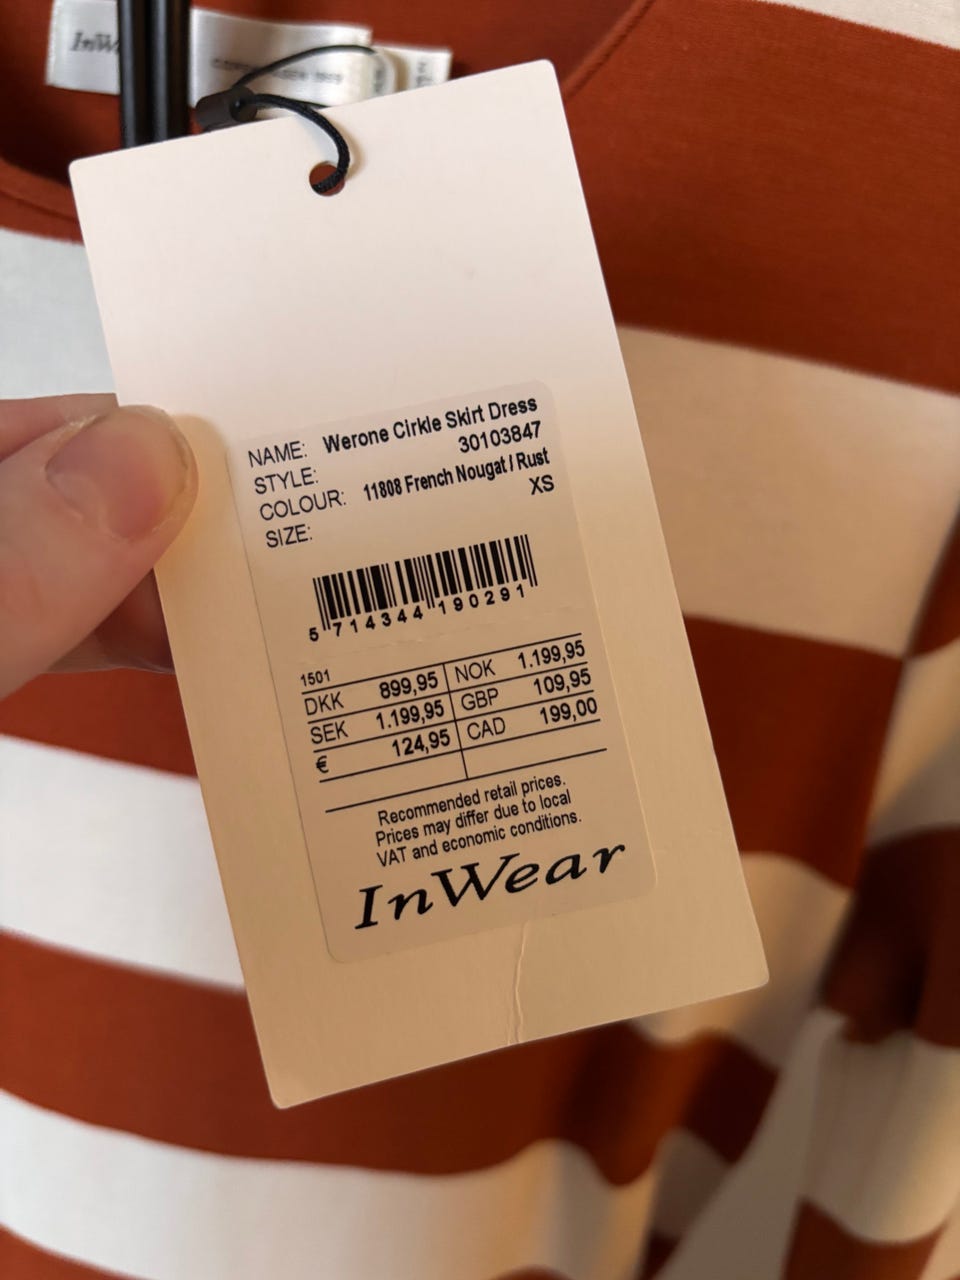 InW
NAME: Werone Cirkle Skirt Dress
STYLE: 30103847
COLOUR: 11808 French Nougat / Rust
SIZE: XS
5 714344 190291
1501
DKK 899,95 NOK 1.199,95
SEK 1.199,95 GBP 109,95
€ 124,95 CAD 199,00
Recommended retail prices.
Prices may differ due to local
VAT and economic conditions.
InWear